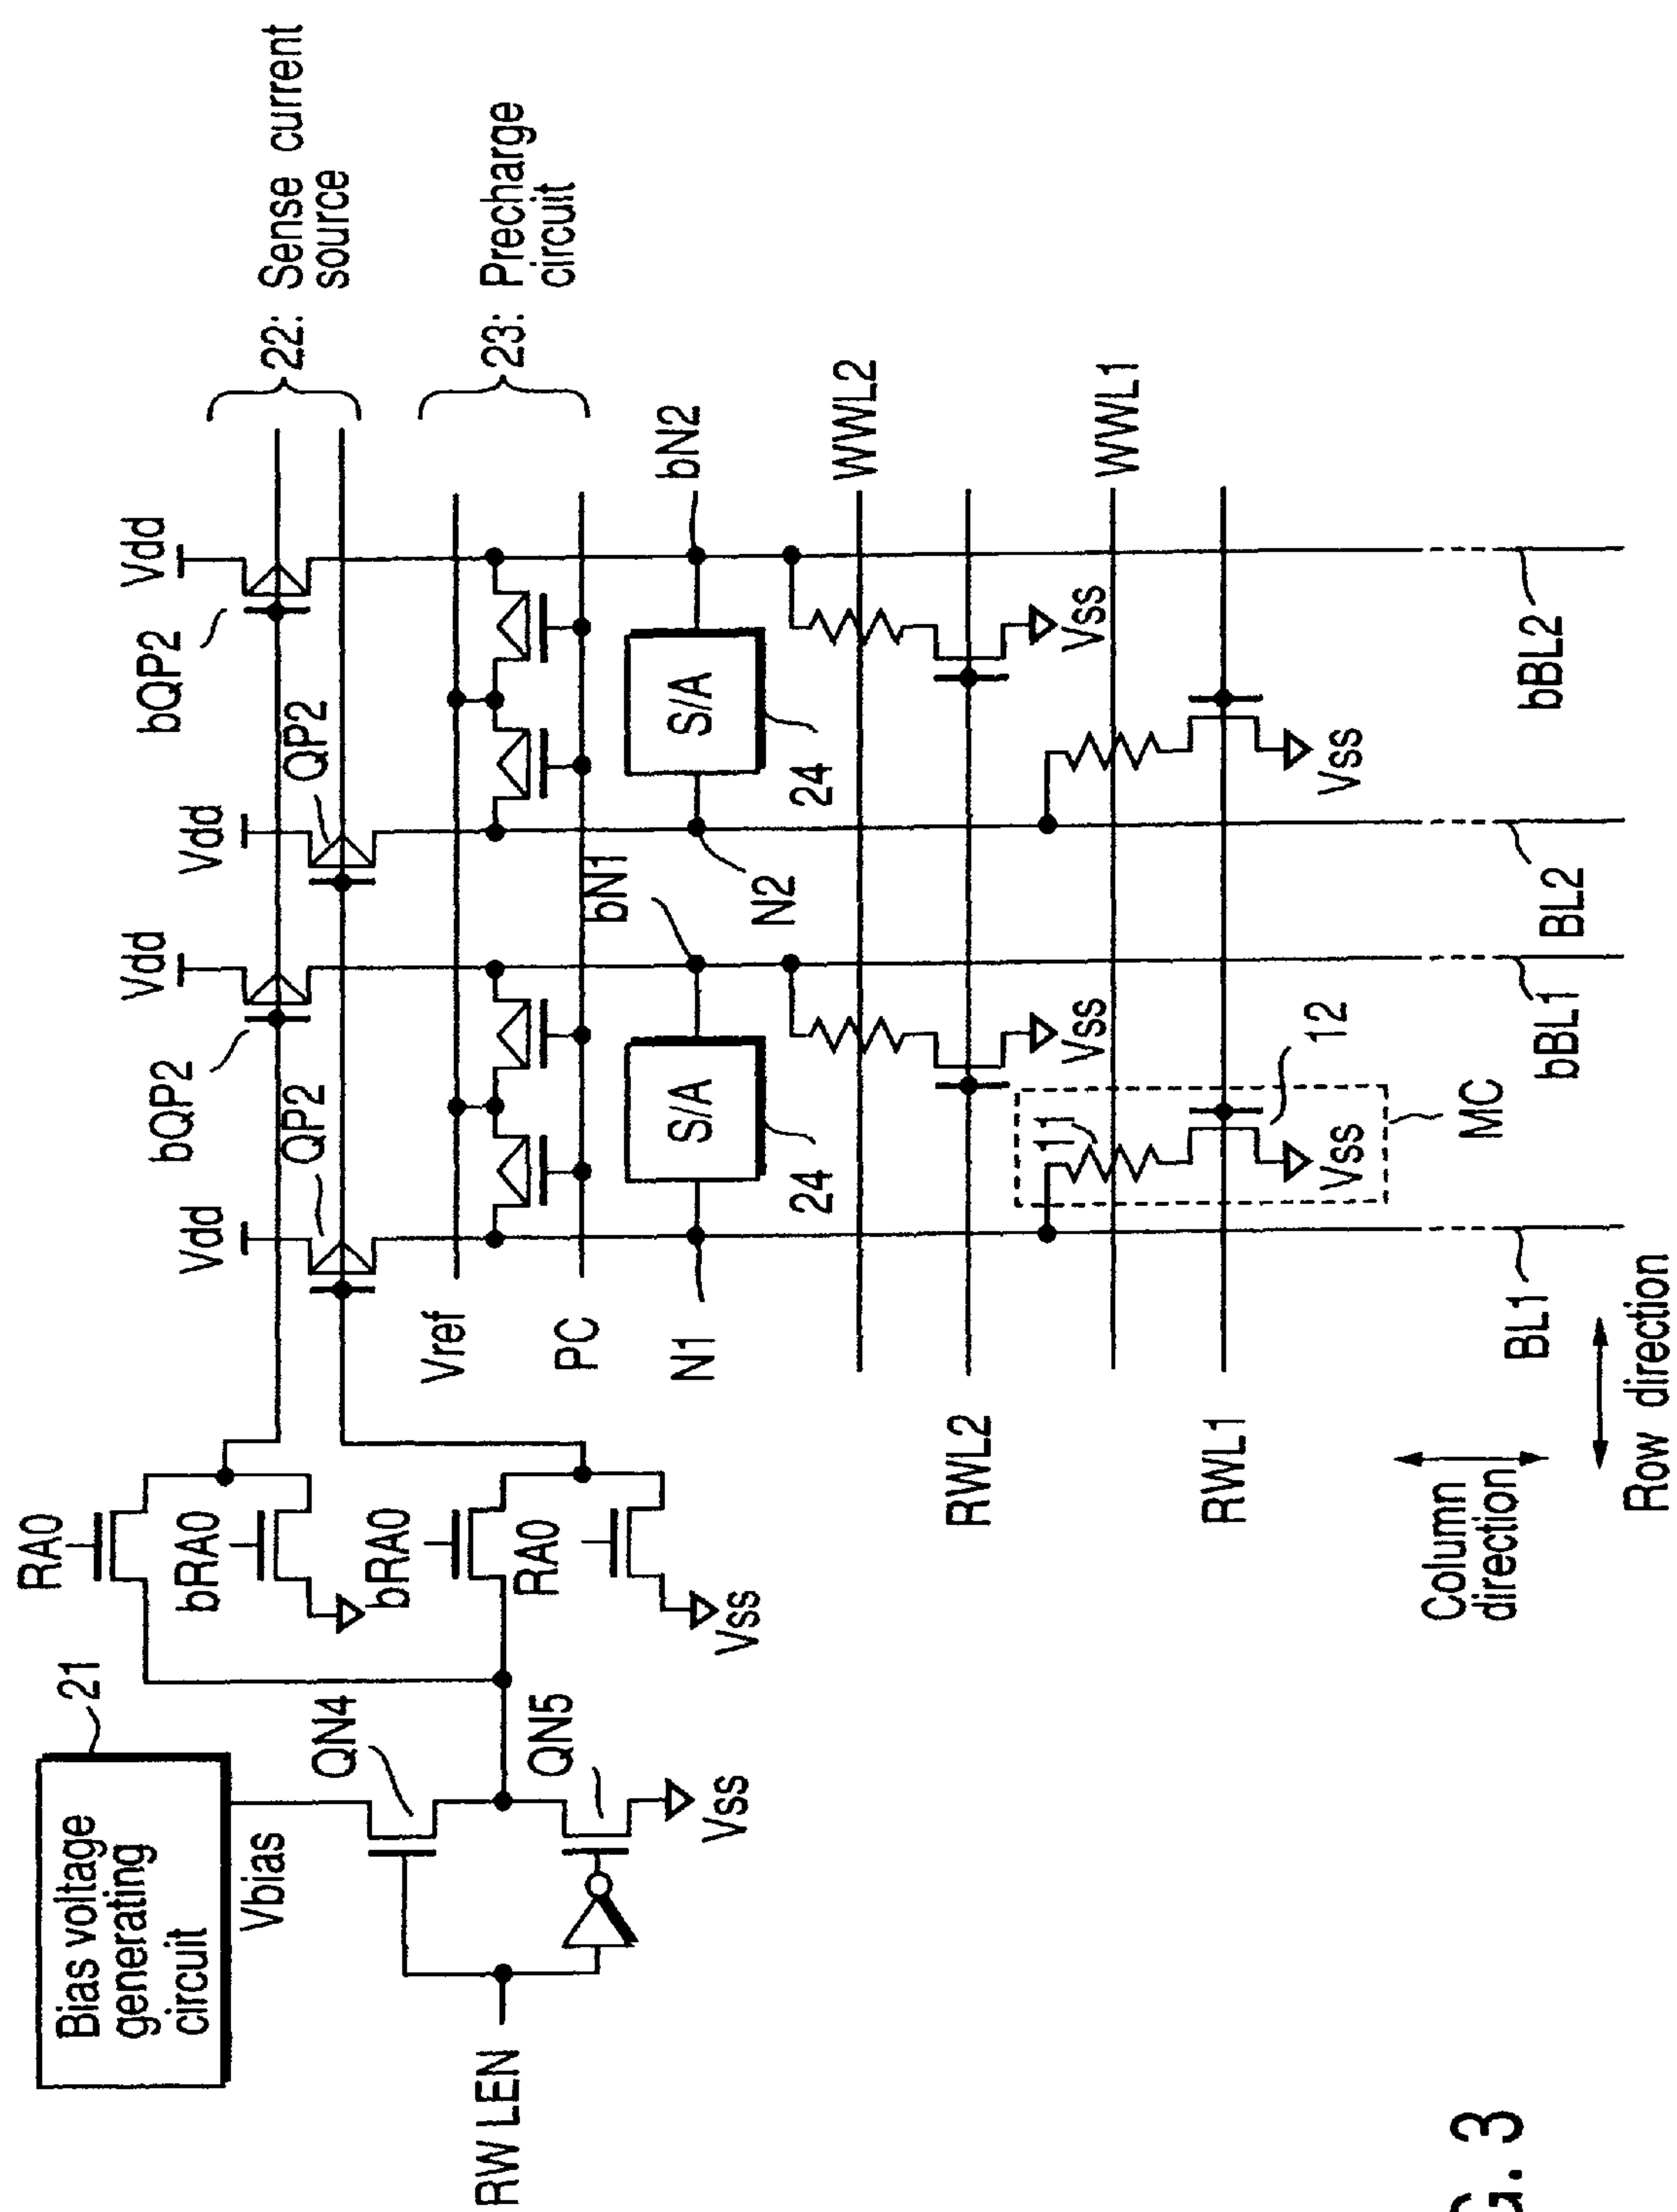 Bias voltage
generating
circuit
21
Vbias
RW LEN
QN4
QN5
Vss
RA0
bRA0
bRA0
RA0
Vss
Vdd
bQP2
QP2
Vdd
Vdd
bQP2
QP2
Vdd
22: Sense current
source
Vref
PC
23: Precharge
circuit
N1
S/A
24
bN1
N2
S/A
24
bN2
WWL2
RWL2
Vss
Vss
WWL1
RWL1
11
12
Vss
MC
Vss
BL1
bBL1
BL2
bBL2
Column
direction
Row direction
G. 3